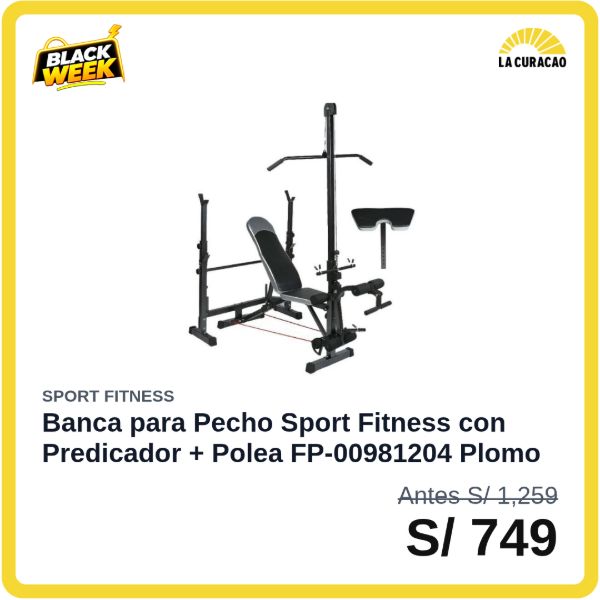 BLACK
WEEK
LA CURACAO
SPORT FITNESS
Banca para Pecho Sport Fitness con
Predicador + Polea FP-00981204 Plomo
Antes S/ 1,259
S/ 749